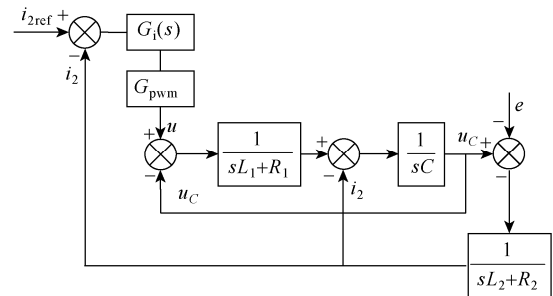 i2ref +
−
i2
Gi(s)
Gpwm
+ u
−
1
sL1+R1
+
−
i2
1
sC
uC +
−
e
−
uC
1
sL2+R2